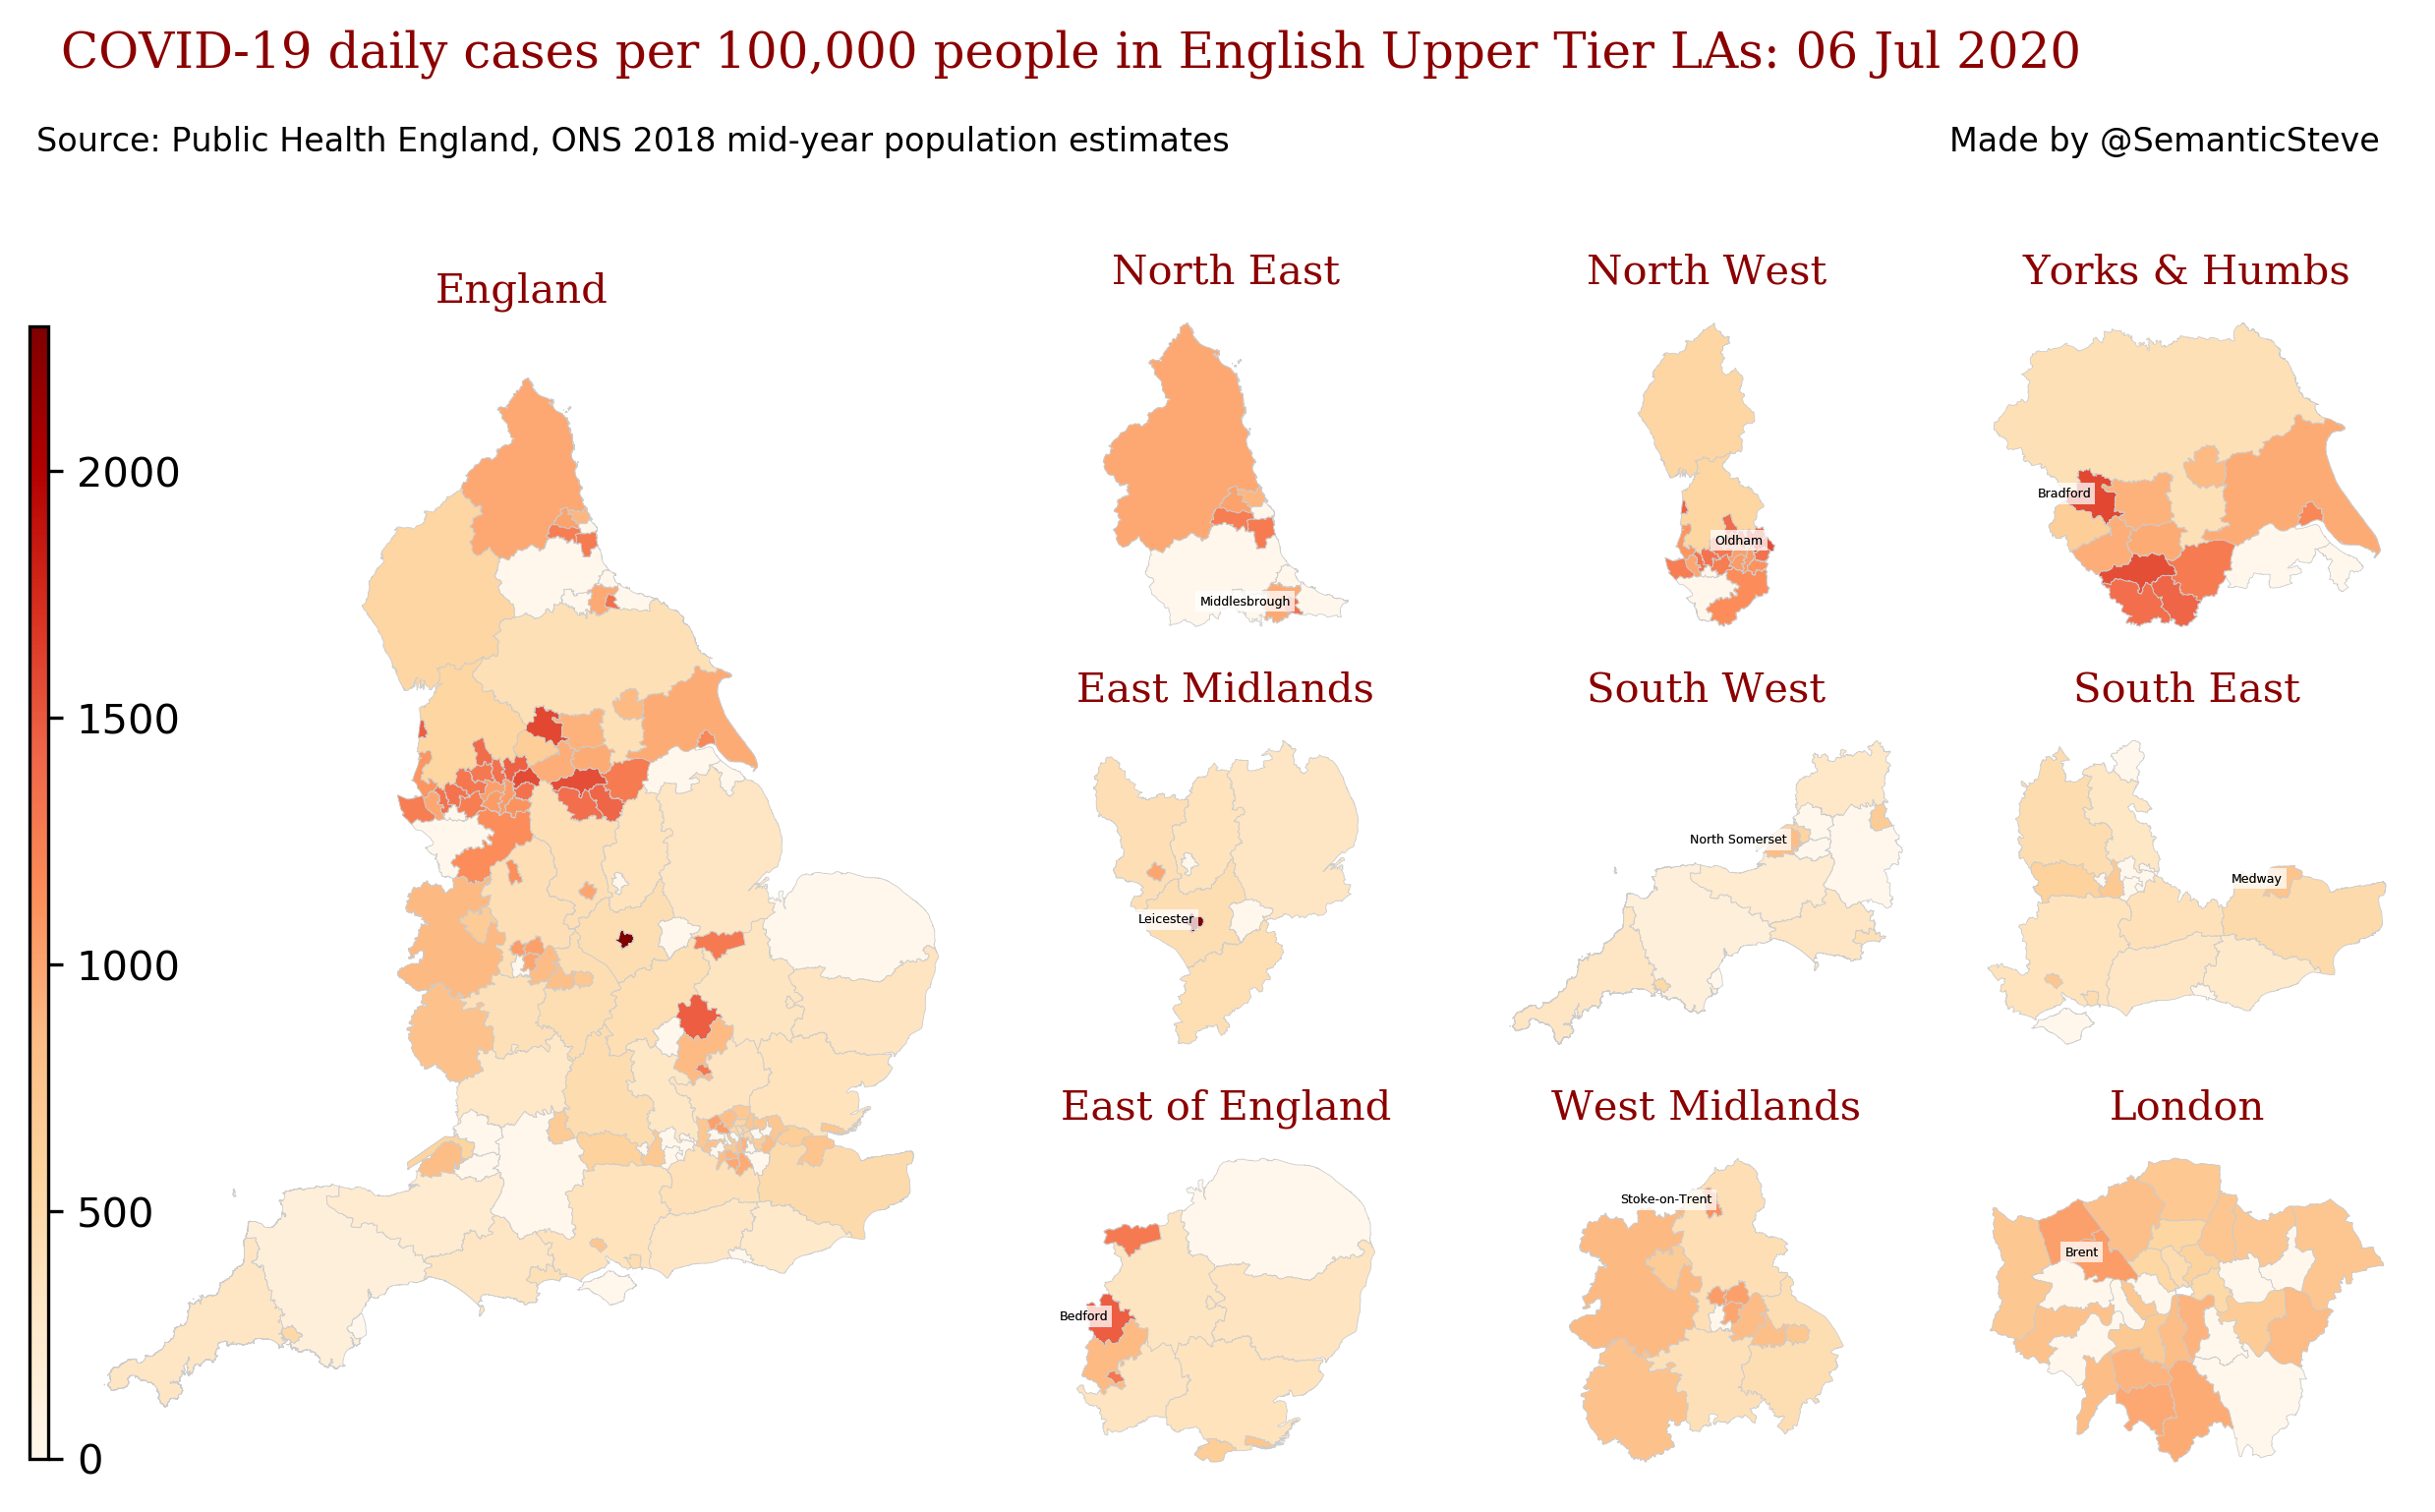 COVID-19 daily cases per 100,000 people in English Upper Tier LAs: 06 Jul 2020
Source: Public Health England, ONS 2018 mid-year population estimates
Made by @SemanticSteve
England
2000
1500
1000
500
0
North East
Middlesbrough
North West
Oldham
Yorks & Humbs
Bradford
East Midlands
Leicester
South West
North Somerset
South East
Medway
East of England
Bedford
West Midlands
Stoke-on-Trent
London
Brent